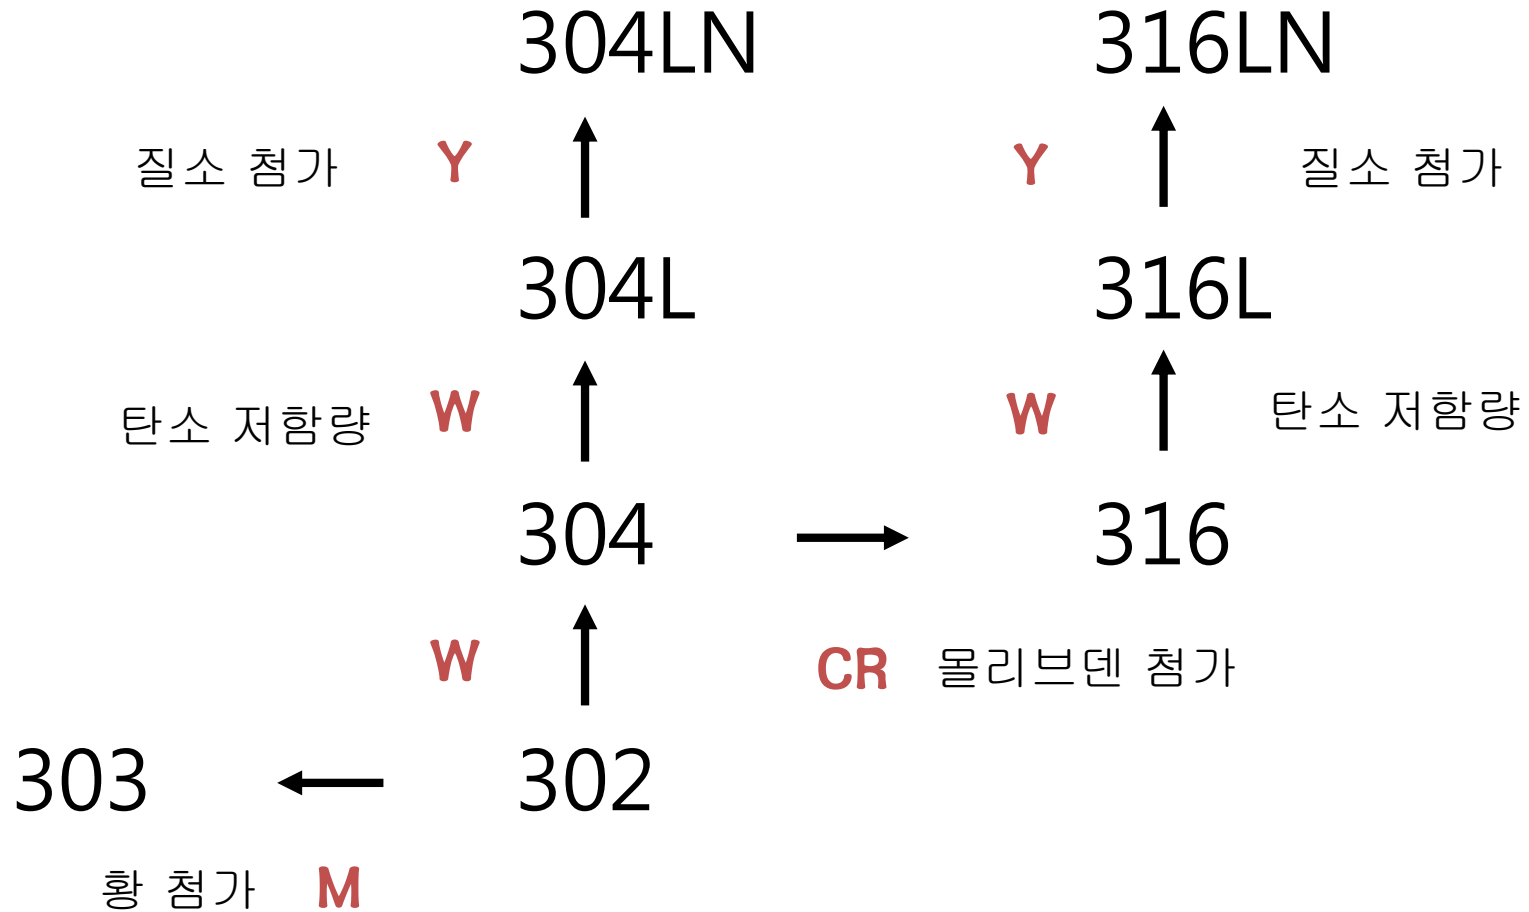 304LN 316LN
질소 첨가 Y Y 질소 첨가
304L 316L
탄소 저함량 W W 탄소 저함량
304 316
W CR 몰리브덴 첨가
303 302
황 첨가 M